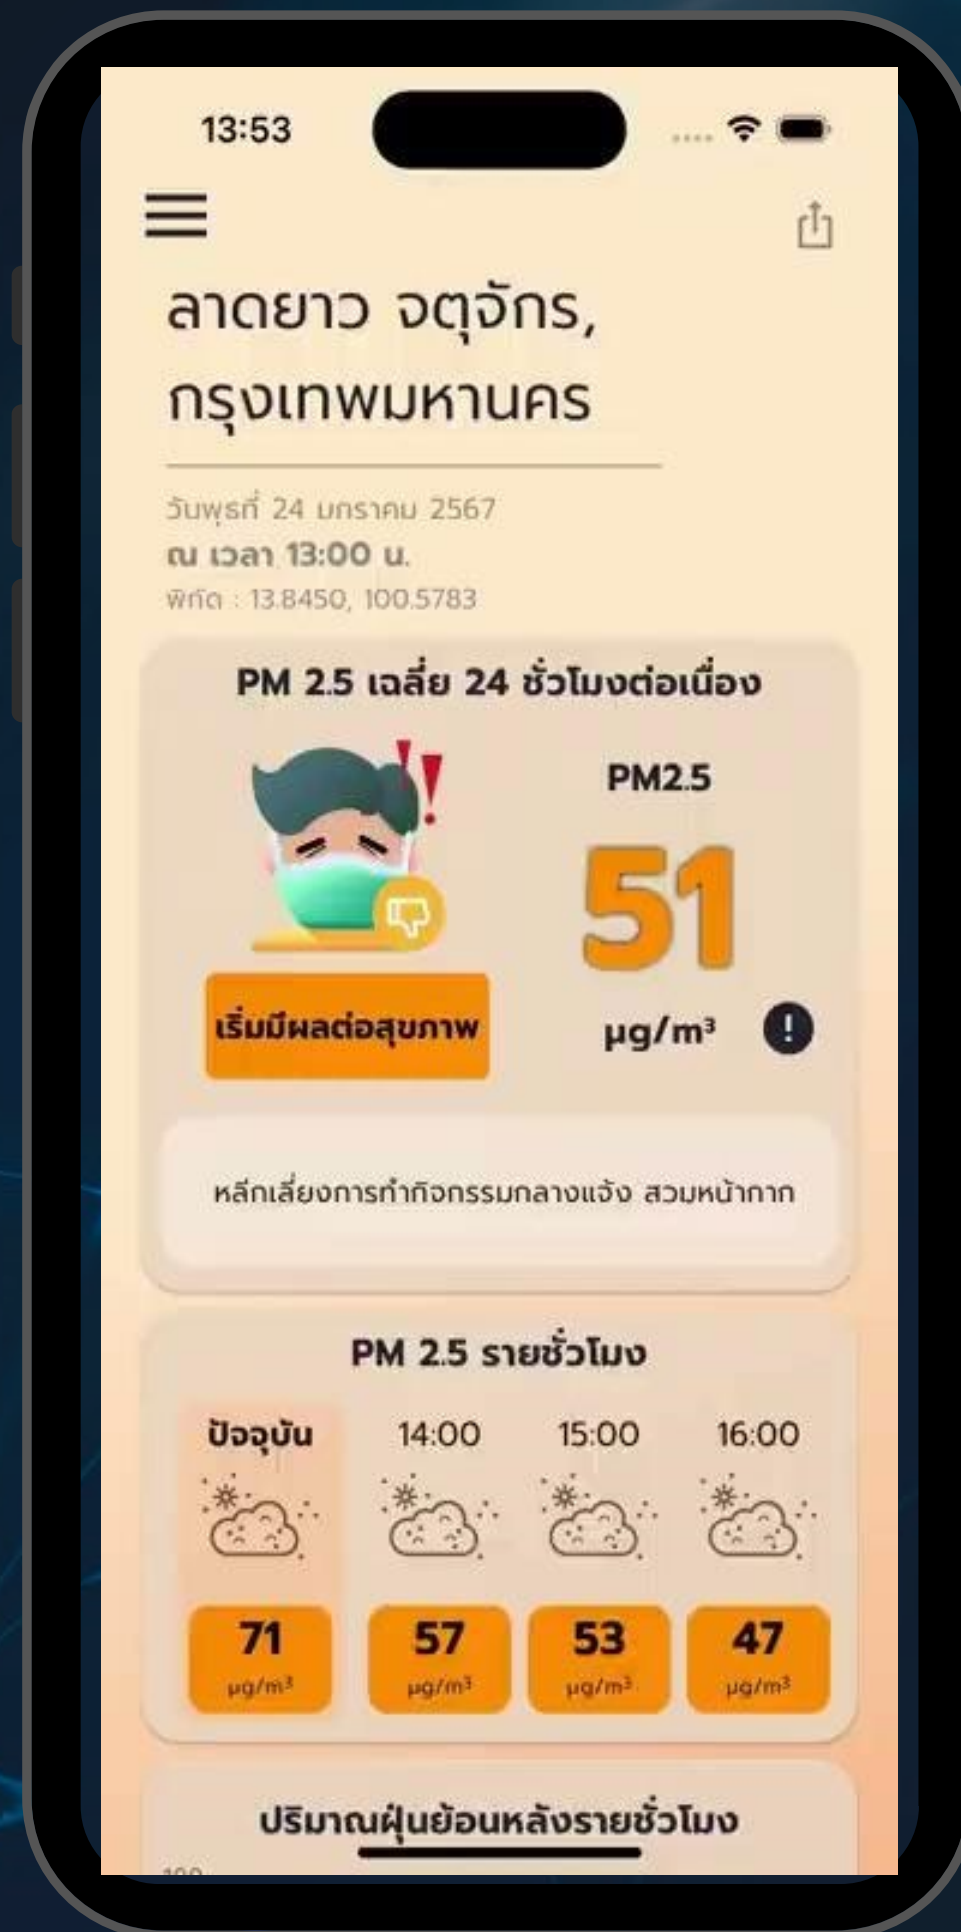 13:53
ลาดยาว จตุจักร,
กรุงเทพมหานคร
วันพุธที่ 24 มกราคม 2567
ณ เวลา 13:00 น.
พิกัด : 13.8450, 100.5783
PM 2.5 เฉลี่ย 24 ชั่วโมงต่อเนื่อง
PM2.5
51
เริ่มมีผลต่อสุขภาพ
µg/m³
หลีกเลี่ยงการทำกิจกรรมกลางแจ้ง สวมหน้ากาก
PM 2.5 รายชั่วโมง
ปัจจุบัน 14:00 15:00 16:00
71 57 53 47
µg/m³ µg/m³ µg/m³ µg/m³
ปริมาณฝุ่นย้อนหลังรายชั่วโมง